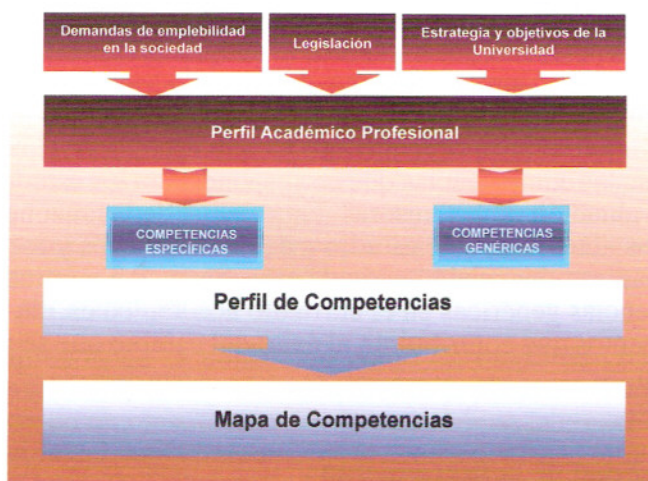 Demandas de emplebilidad
en la sociedad
Legislación
Estrategia y objetivos de la
Universidad
Perfil Académico Profesional
COMPETENCIAS
ESPECÍFICAS
COMPETENCIAS
GENÉRICAS
Perfil de Competencias
Mapa de Competencias